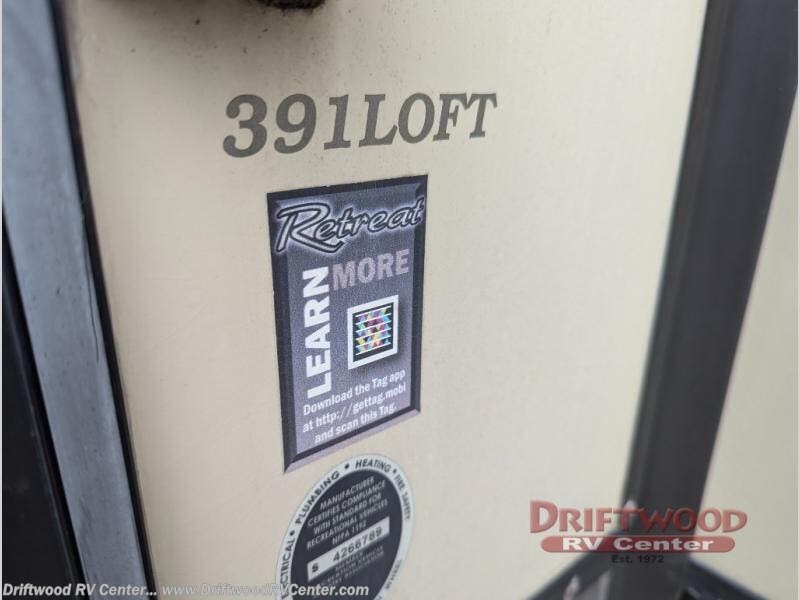 391LOFT
Retreat
LEARN
MORE
Download the Tag app
at http://gettag.mobi
and scan this Tag.
PLUMBING • HEATING • FIRE SAFETY
MANUFACTURER
CERTIFIES COMPLIANCE
WITH STANDARD FOR
RECREATIONAL VEHICLES
NFPA 1192
S 4266789
DRIFTWOOD
RV Center
Est. 1972
Driftwood RV Center... - www.DriftwoodRVCenter.com